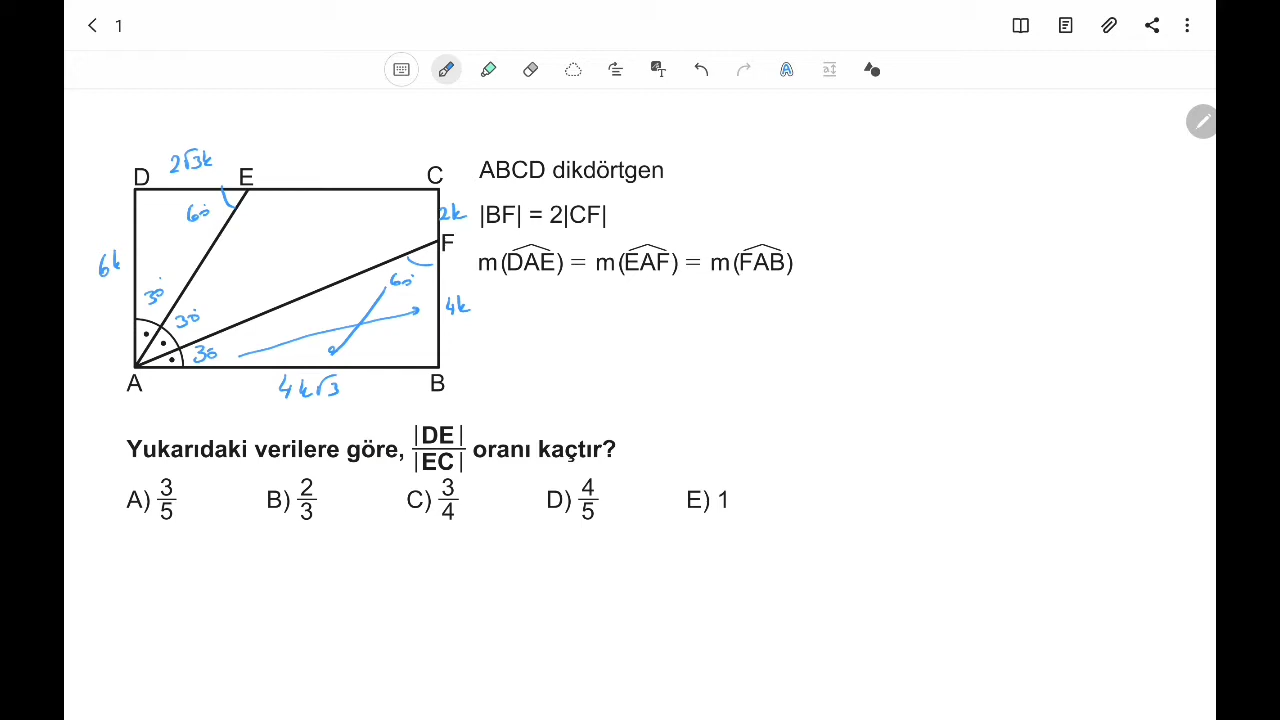 1
2√3k
D E C
ABCD dikdörtgen
2k
|BF| = 2|CF|
60°
F
6k
m(DAE) = m(EAF) = m(FAB)
60°
30°
4k
30°
30°
A B
4k√3
Yukarıdaki verilere göre, |DE|/|EC| oranı kaçtır?
A) 3/5 B) 2/3 C) 3/4 D) 4/5 E) 1